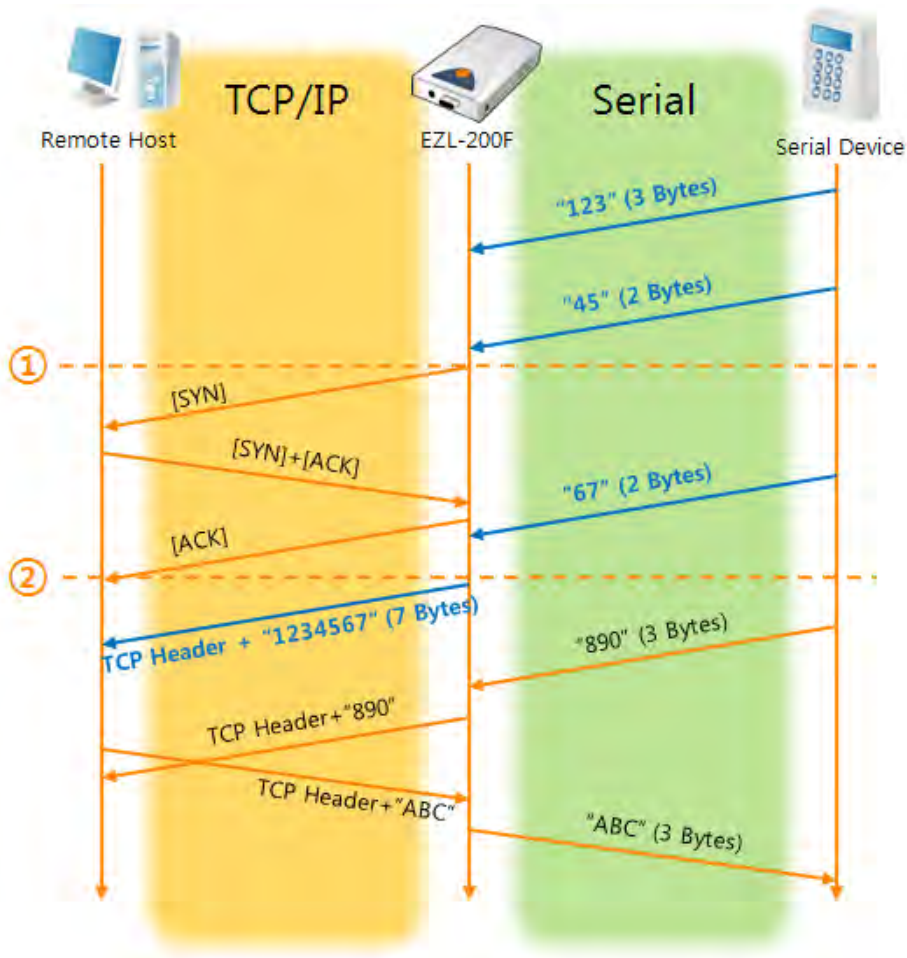 TCP/IP
Serial
Remote Host
EZL-200F
Serial Device
"123" (3 Bytes)
"45" (2 Bytes)
①
[SYN]
[SYN]+[ACK]
"67" (2 Bytes)
[ACK]
②
TCP Header + "1234567" (7 Bytes)
"890" (3 Bytes)
TCP Header+"890"
TCP Header+"ABC"
"ABC" (3 Bytes)